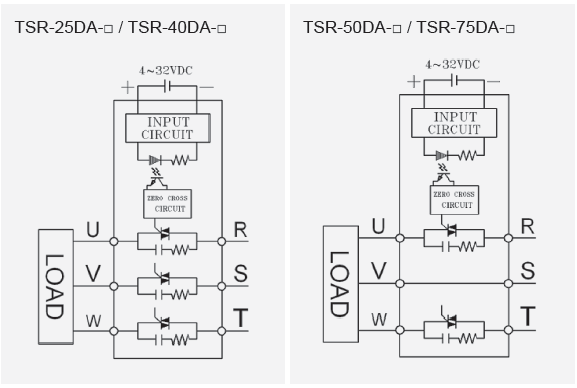 TSR-25DA-□ / TSR-40DA-□
4~32VDC
+ −
INPUT
CIRCUIT
ZERO CROSS
CIRCUIT
U R
V S
W T
LOAD
TSR-50DA-□ / TSR-75DA-□
4~32VDC
+ −
INPUT
CIRCUIT
ZERO CROSS
CIRCUIT
U R
V S
W T
LOAD